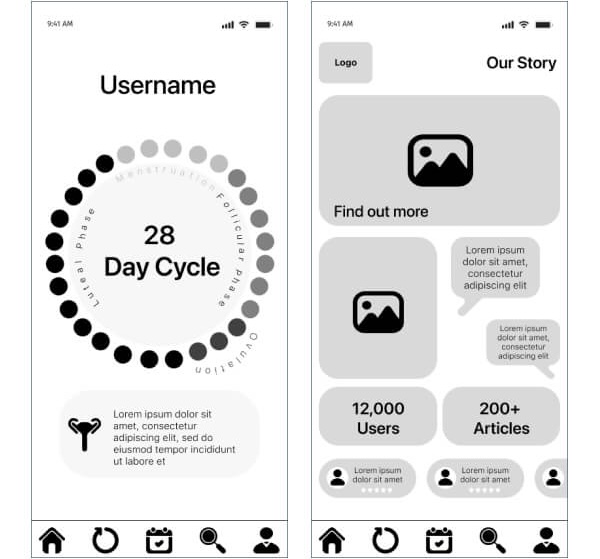 9:41 AM
Username
Menstruation
Follicular phase
Ovulation
Luteal Phase
28
Day Cycle
Lorem ipsum dolor sit
amet, consectetur
adipiscing elit, sed do
eiusmod tempor incididunt
ut labore et
9:41 AM
Logo
Our Story
Find out more
Lorem ipsum
dolor sit amet,
consectetur
adipiscing elit
Lorem ipsum
dolor sit amet,
consectetur
adipiscing elit
12,000
Users
200+
Articles
Lorem ipsum
dolor sit amet
Lorem ipsum
dolor sit amet